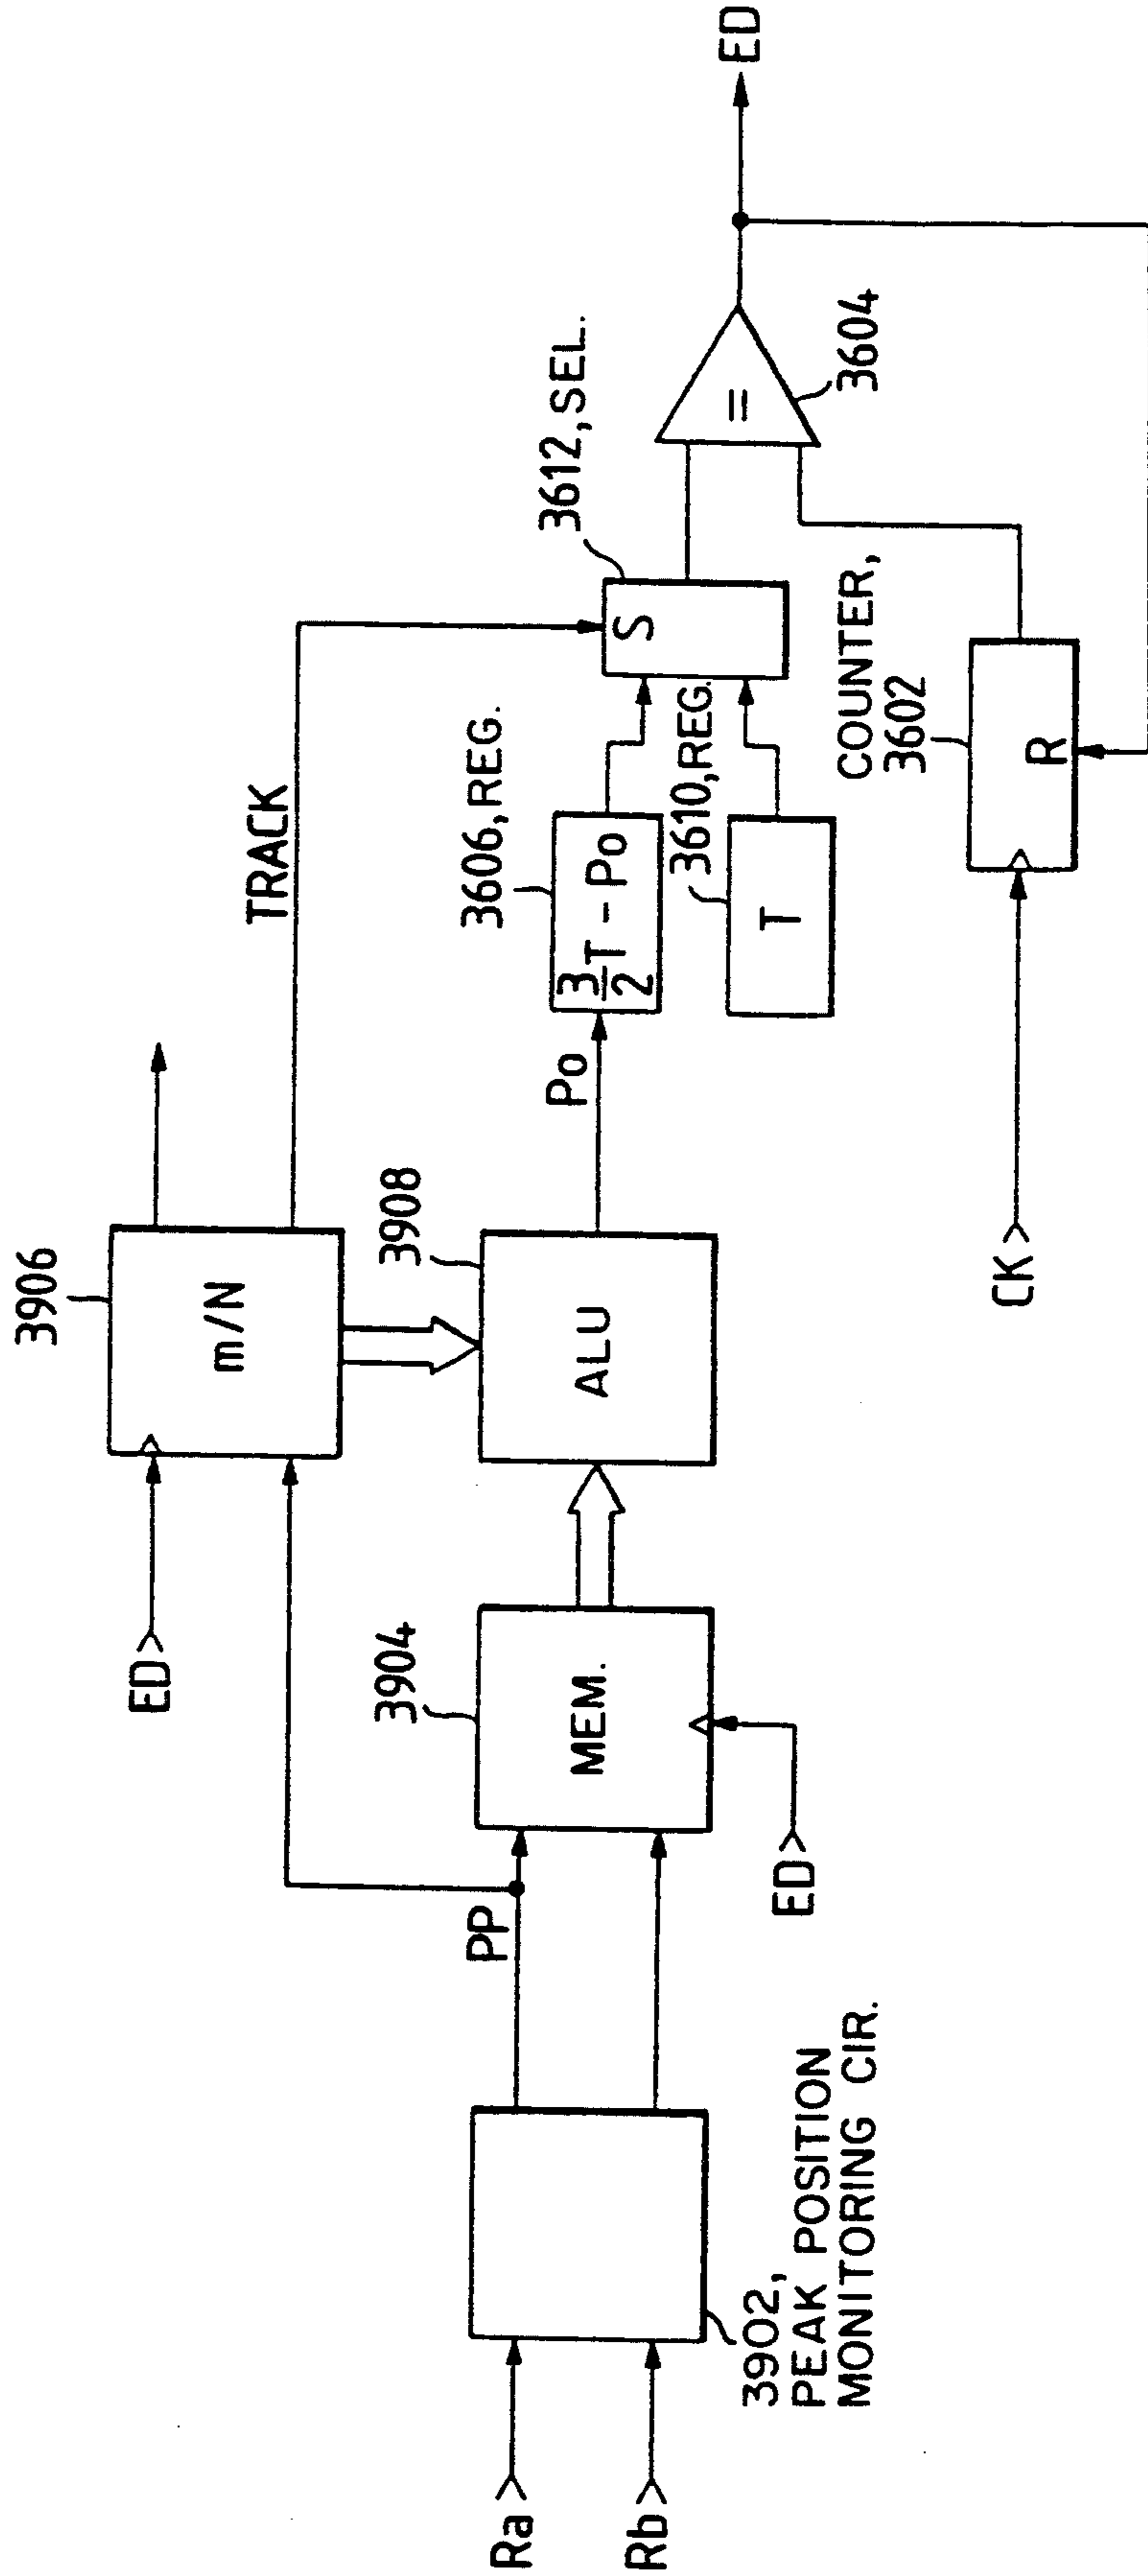 Ra
Rb
3902,
PEAK POSITION
MONITORING CIR.
PP
3904
MEM.
ED
ED
3906
m/N
3908
ALU
TRACK
Po
3606, REG.
3/2 T - Po
3610, REG.
T
3612, SEL.
S
COUNTER,
3602
R
CK
=
3604
ED